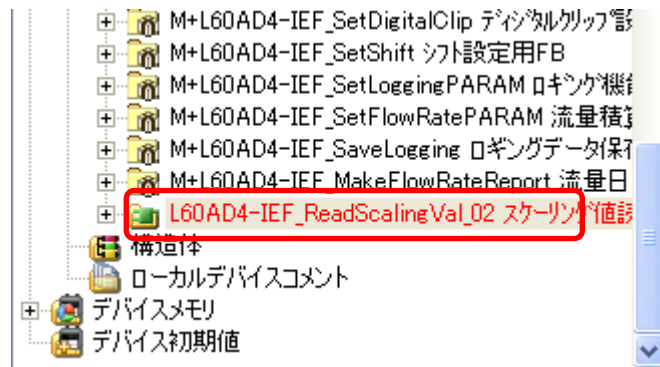 M+L60AD4-IEF_SetDigitalClip ディジタルクリップ設
M+L60AD4-IEF_SetShift シフト設定用FB
M+L60AD4-IEF_SetLoggingPARAM ロギング機能
M+L60AD4-IEF_SetFlowRatePARAM 流量積算
M+L60AD4-IEF_SaveLogging ロギングデータ保存
M+L60AD4-IEF_MakeFlowRateReport 流量日
L60AD4-IEF_ReadScalingVal_02 スケーリング値読
構造体
ローカルデバイスコメント
デバイスメモリ
デバイス初期値